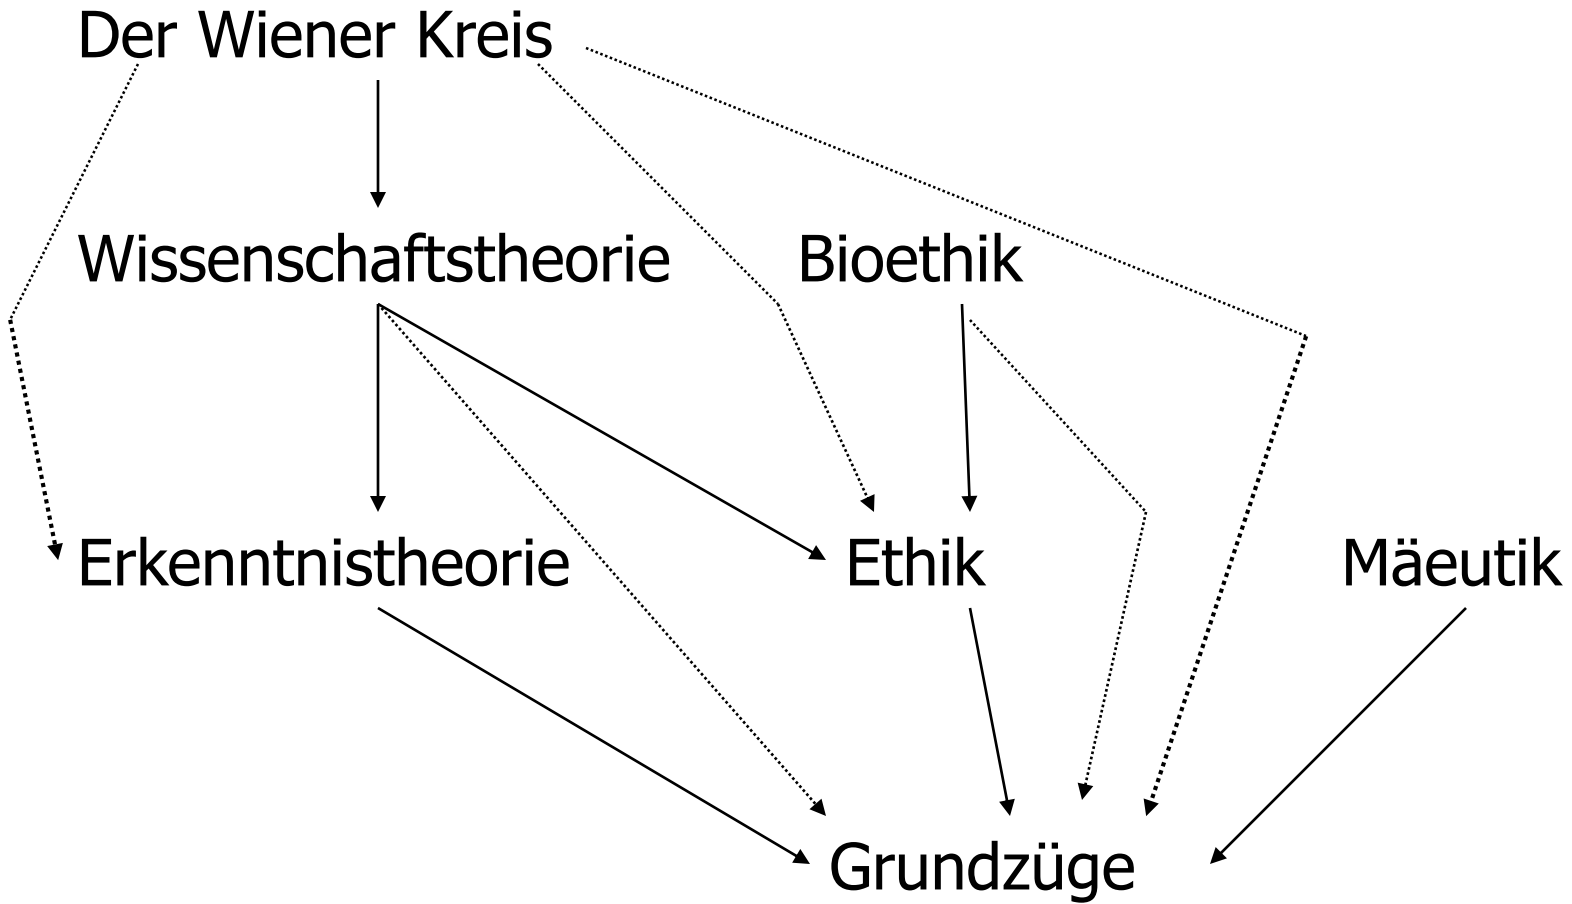 Der Wiener Kreis
Wissenschaftstheorie
Bioethik
Erkenntnistheorie
Ethik
Mäeutik
Grundzüge